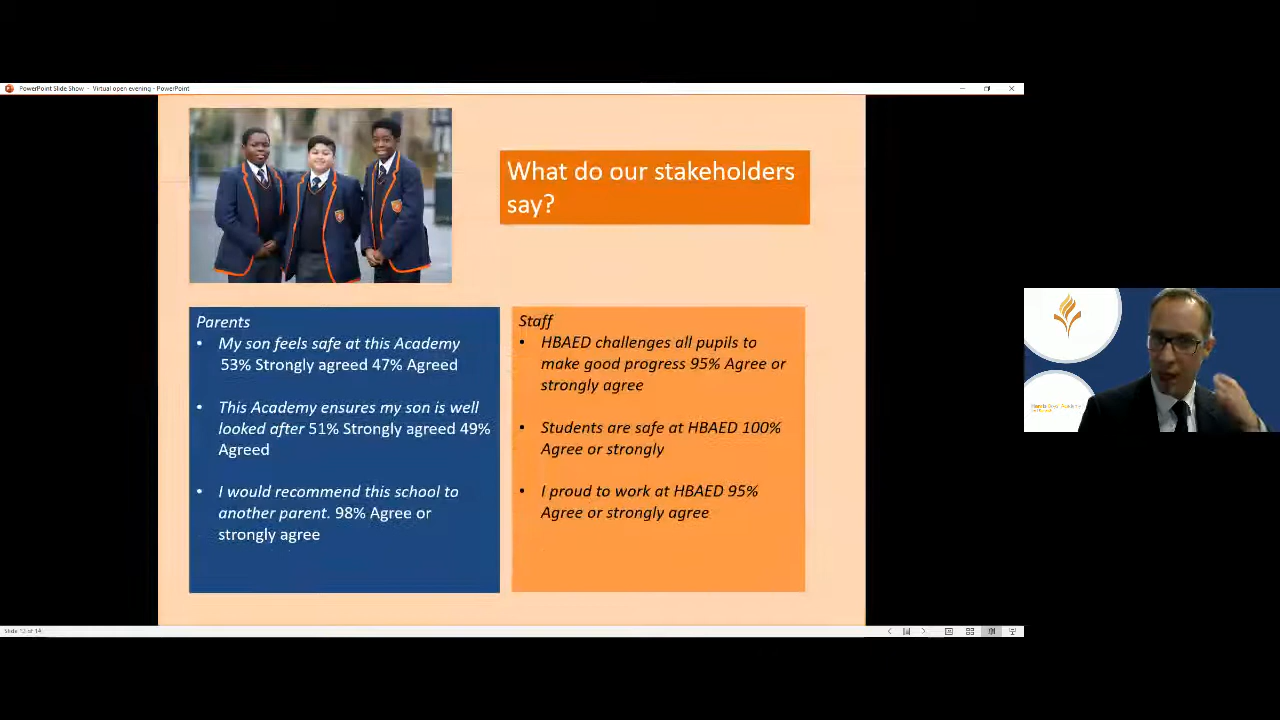 PowerPoint Slide Show - Virtual open evening - PowerPoint
What do our stakeholders
say?
Parents
• My son feels safe at this Academy
53% Strongly agreed 47% Agreed
• This Academy ensures my son is well
looked after 51% Strongly agreed 49%
Agreed
• I would recommend this school to
another parent. 98% Agree or
strongly agree
Staff
• HBAED challenges all pupils to
make good progress 95% Agree or
strongly agree
• Students are safe at HBAED 100%
Agree or strongly
• I proud to work at HBAED 95%
Agree or strongly agree
Slide of 14